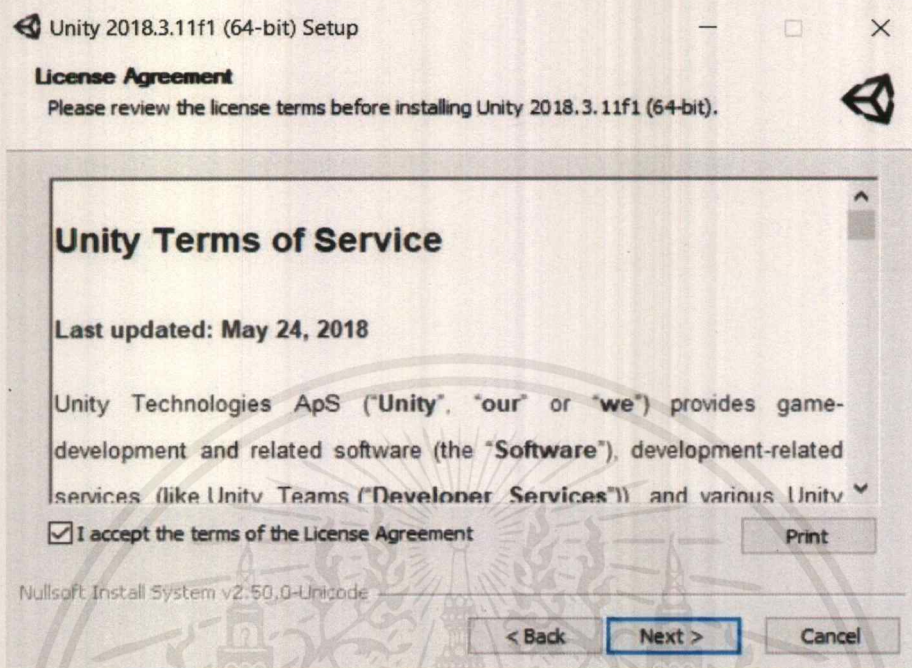 Unity 2018.3.11f1 (64-bit) Setup
License Agreement
Please review the license terms before installing Unity 2018.3.11f1 (64-bit).
Unity Terms of Service
Last updated: May 24, 2018
Unity Technologies ApS ("Unity", "our" or "we") provides game-
development and related software (the "Software"), development-related
services (like Unity Teams ("Developer Services")) and various Unity
I accept the terms of the License Agreement
Print
Nullsoft Install System v2.50.0-Unicode
< Back
Next >
Cancel